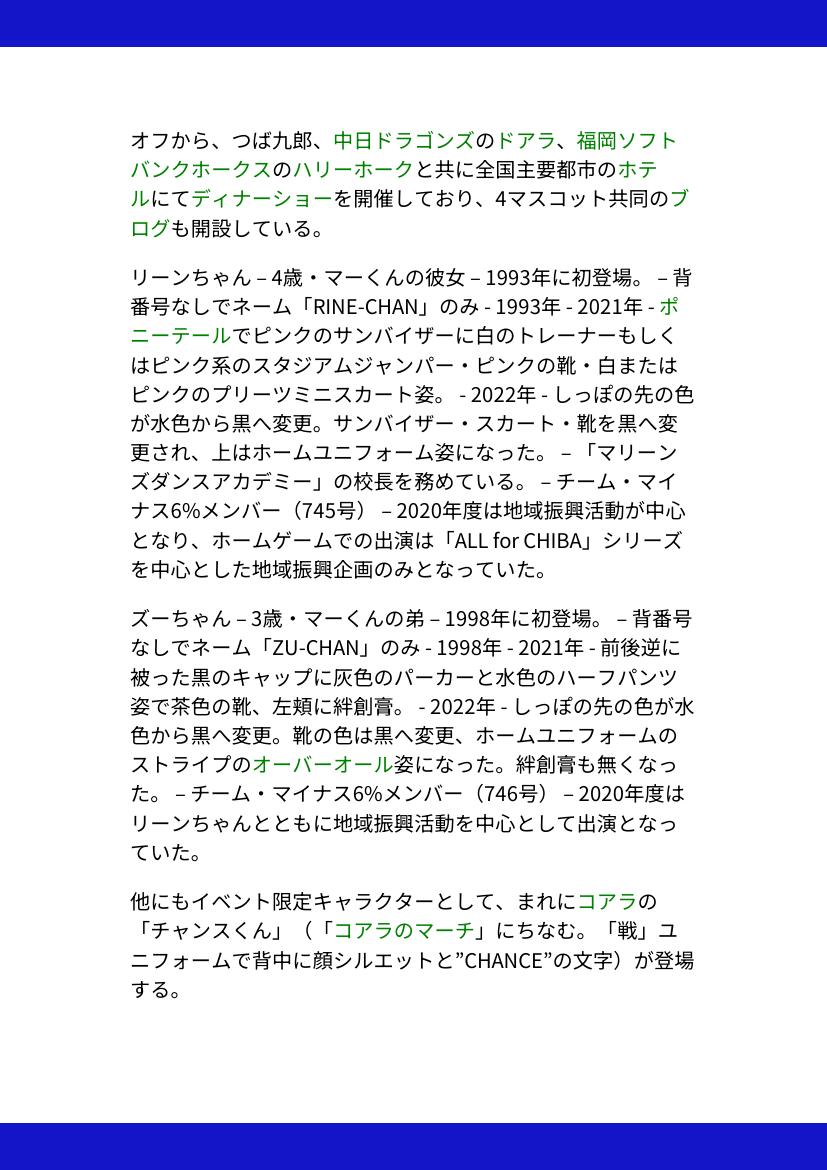 オフから、つば九郎、中日ドラゴンズのドアラ、福岡ソフト
バンクホークスのハリーホークと共に全国主要都市のホテ
ルにてディナーショーを開催しており、4マスコット共同のブ
ログも開設している。
リーンちゃん – 4歳・マーくんの彼女 – 1993年に初登場。 – 背
番号なしでネーム「RINE-CHAN」のみ - 1993年 - 2021年 - ポ
ニーテールでピンクのサンバイザーに白のトレーナーもしく
はピンク系のスタジアムジャンパー・ピンクの靴・白または
ピンクのプリーツミニスカート姿。 - 2022年 - しっぽの先の色
が水色から黒へ変更。サンバイザー・スカート・靴を黒へ変
更され、上はホームユニフォーム姿になった。 – 「マリーン
ズダンスアカデミー」の校長を務めている。 – チーム・マイ
ナス6%メンバー（745号） – 2020年度は地域振興活動が中心
となり、ホームゲームでの出演は「ALL for CHIBA」シリーズ
を中心とした地域振興企画のみとなっていた。
ズーちゃん – 3歳・マーくんの弟 – 1998年に初登場。 – 背番号
なしでネーム「ZU-CHAN」のみ - 1998年 - 2021年 - 前後逆に
被った黒のキャップに灰色のパーカーと水色のハーフパンツ
姿で茶色の靴、左頬に絆創膏。 - 2022年 - しっぽの先の色が水
色から黒へ変更。靴の色は黒へ変更、ホームユニフォームの
ストライプのオーバーオール姿になった。絆創膏も無くなっ
た。 – チーム・マイナス6%メンバー（746号） – 2020年度は
リーンちゃんとともに地域振興活動を中心として出演となっ
ていた。
他にもイベント限定キャラクターとして、まれにコアラの
「チャンスくん」（「コアラのマーチ」にちなむ。「戦」ユ
ニフォームで背中に顔シルエットと”CHANCE”の文字）が登場
する。